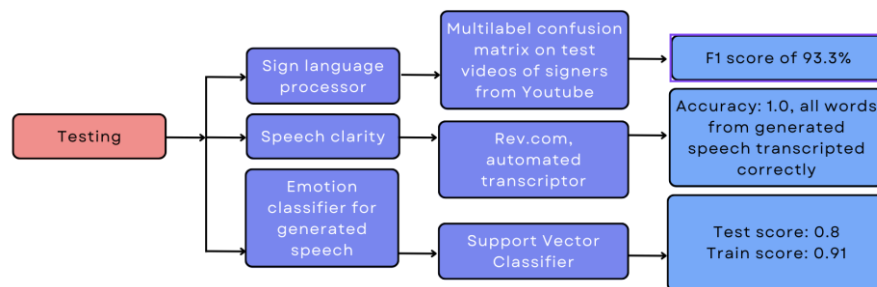 Testing
Sign language
processor
Multilabel confusion
matrix on test
videos of signers
from Youtube
F1 score of 93.3%
Speech clarity
Rev.com,
automated
transcriptor
Accuracy: 1.0, all words
from generated
speech transcripted
correctly
Emotion
classifier for
generated
speech
Support Vector
Classifier
Test score: 0.8
Train score: 0.91